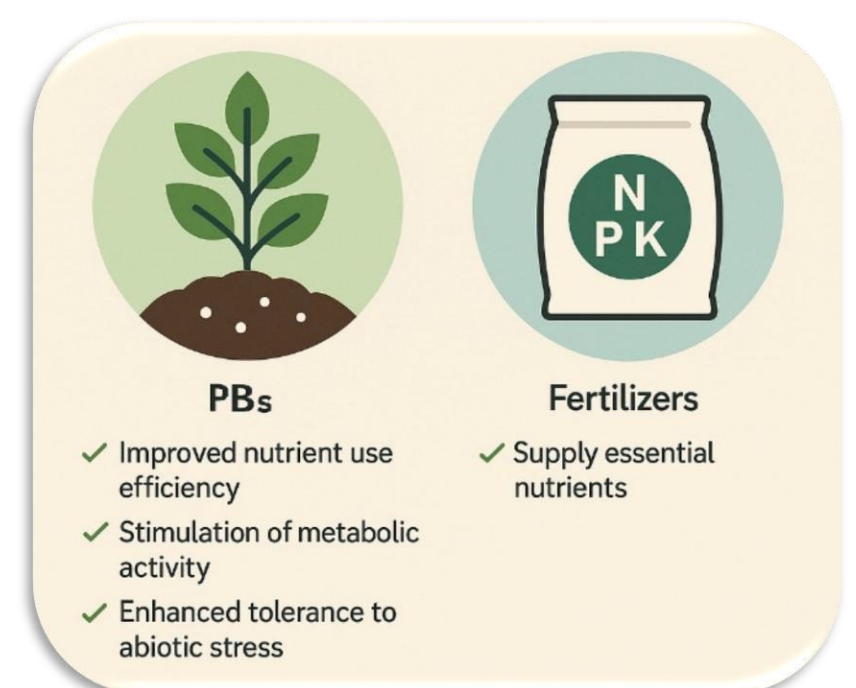 N
P K
PBs
Improved nutrient use
efficiency
Stimulation of metabolic
activity
Enhanced tolerance to
abiotic stress
Fertilizers
Supply essential
nutrients